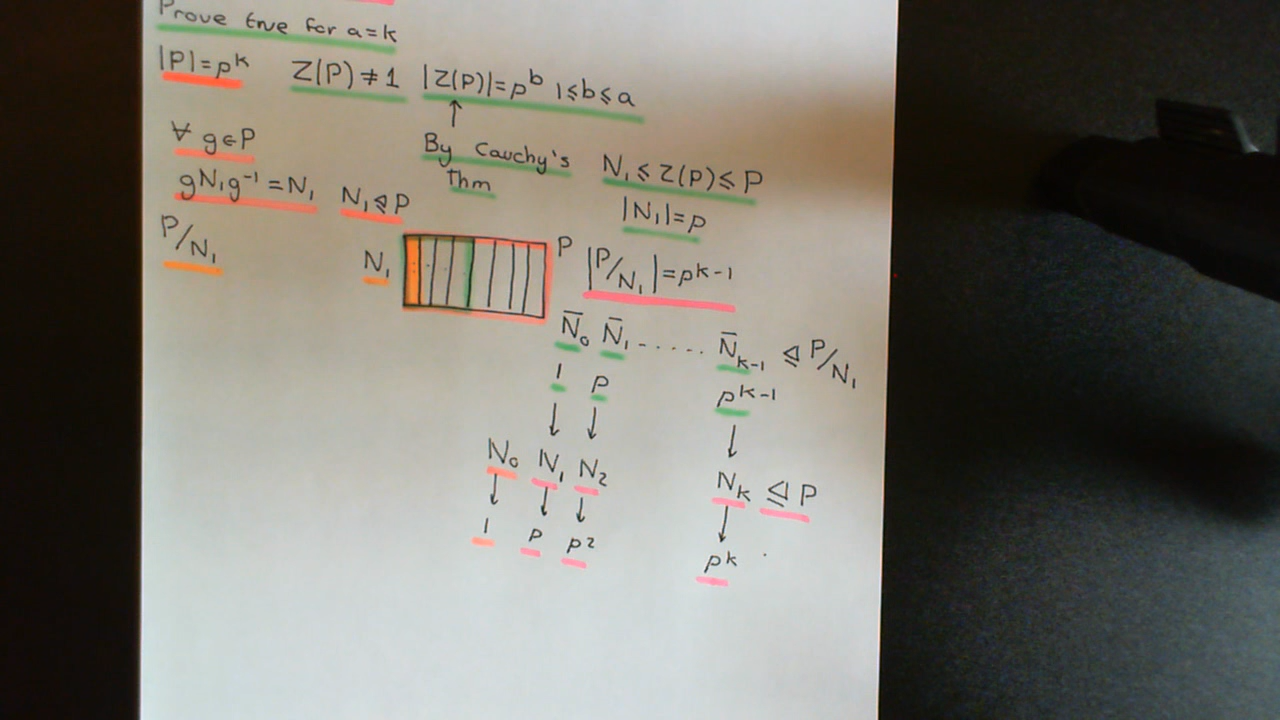 Prove true for a=k
|P|=p^k Z(P)≠1 |Z(P)|=p^b 1≤b≤a
↑
∀ g∈P
By Cauchy's Thm
N₁≤Z(P)≤P
gN₁g⁻¹=N₁ N₁⊴P
|N₁|=p
P/N₁
N₁ P |P/N₁|=p^k-1
N̄₀ N̄₁ ...... N̄k-1 ⊴ P/N₁
1 p p^k-1
↓ ↓ ↓
N₀ N₁ N₂ Nk ⊴ P
↓ ↓ ↓ ↓
1 p p² p^k